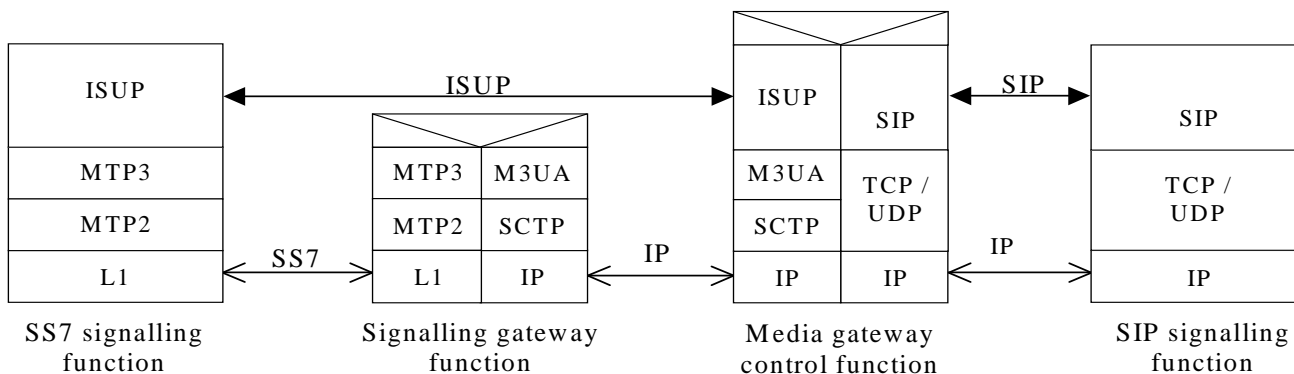 ISUP
MTP3
MTP2
L1
SS7 signalling
function
ISUP
SS7
MTP3
M3UA
MTP2
SCTP
L1
IP
Signalling gateway
function
IP
ISUP
SIP
M3UA
TCP /
UDP
SCTP
IP
IP
Media gateway
control function
SIP
IP
SIP
TCP /
UDP
IP
SIP signalling
function